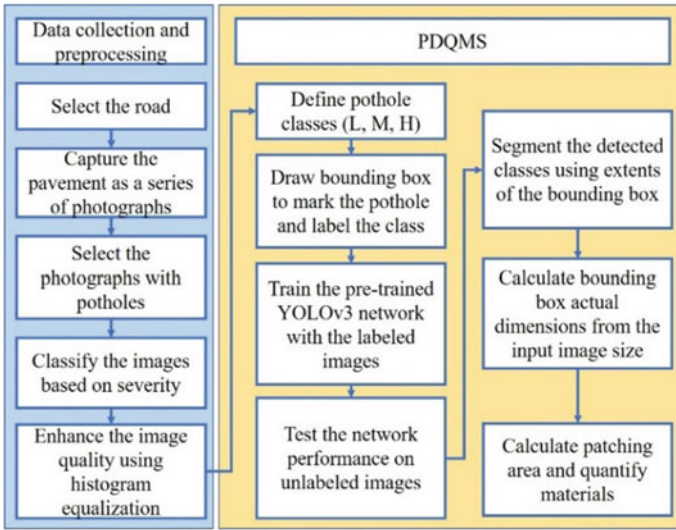 Data collection and
preprocessing
Select the road
Capture the
pavement as a series
of photographs
Select the
photographs with
potholes
Classify the images
based on severity
Enhance the image
quality using
histogram
equalization
PDQMS
Define pothole
classes (L, M, H)
Draw bounding box
to mark the pothole
and label the class
Train the pre-trained
YOLOv3 network
with the labeled
images
Test the network
performance on
unlabeled images
Segment the detected
classes using extents
of the bounding box
Calculate bounding
box actual
dimensions from the
input image size
Calculate patching
area and quantify
materials